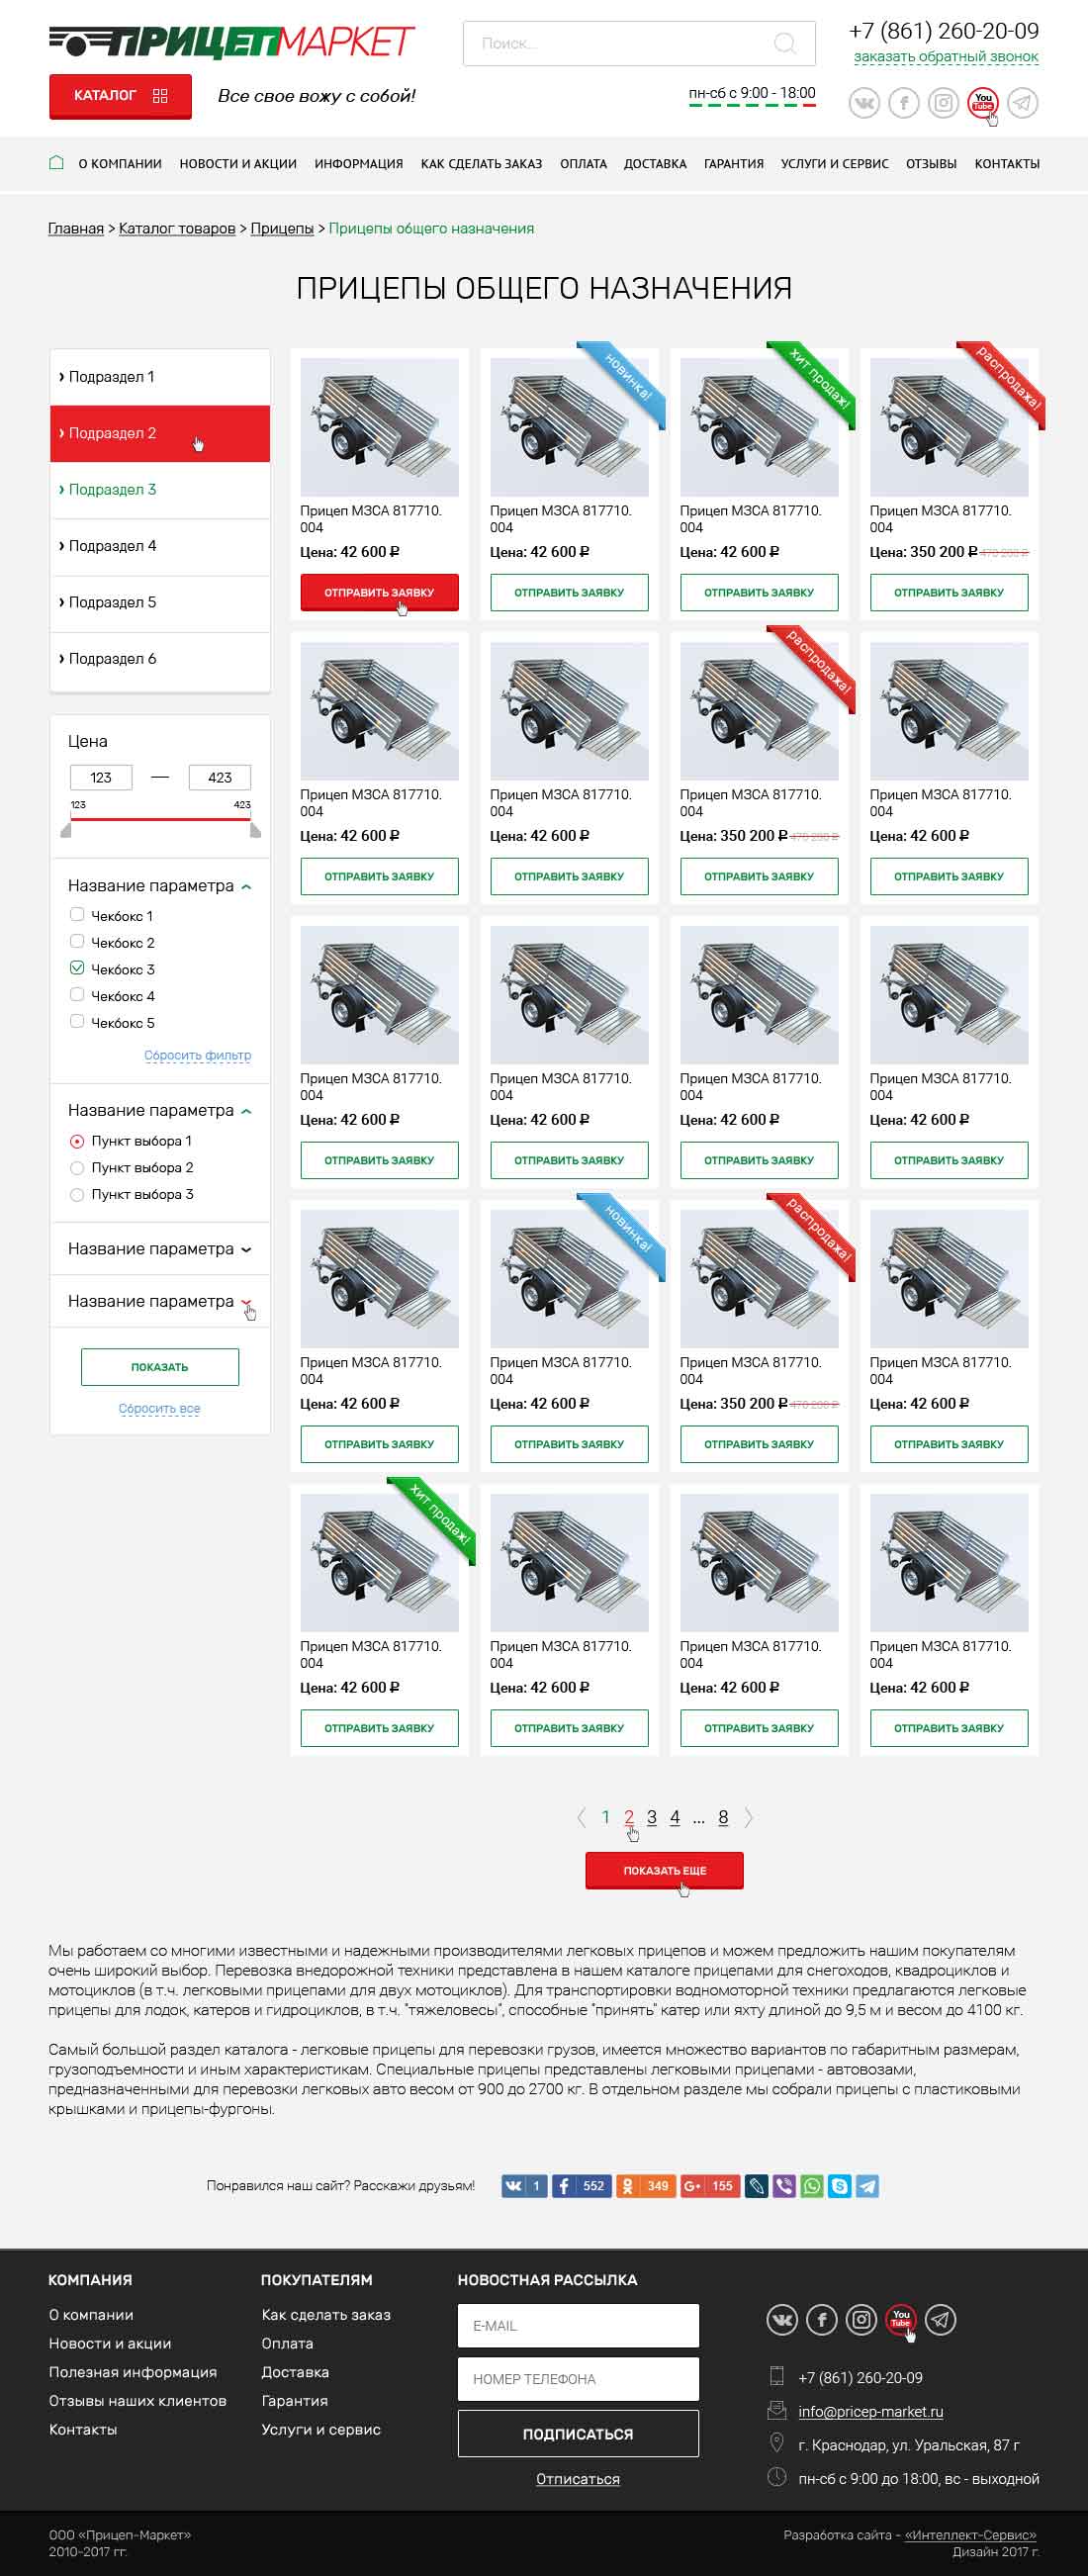 ПРИЦЕПМАРКЕТ
Поиск...
+7 (861) 260-20-09
заказать обратный звонок
КАТАЛОГ
Все свое вожу с собой!
пн-сб с 9:00 - 18:00
You
Tube
О КОМПАНИИ НОВОСТИ И АКЦИИ ИНФОРМАЦИЯ КАК СДЕЛАТЬ ЗАКАЗ ОПЛАТА ДОСТАВКА ГАРАНТИЯ УСЛУГИ И СЕРВИС ОТЗЫВЫ КОНТАКТЫ
Главная > Каталог товаров > Прицепы > Прицепы общего назначения
ПРИЦЕПЫ ОБЩЕГО НАЗНАЧЕНИЯ
› Подраздел 1
› Подраздел 2
› Подраздел 3
› Подраздел 4
› Подраздел 5
› Подраздел 6
Цена
123 — 423
123 423
Название параметра
Чекбокс 1
Чекбокс 2
Чекбокс 3
Чекбокс 4
Чекбокс 5
Сбросить фильтр
Название параметра
Пункт выбора 1
Пункт выбора 2
Пункт выбора 3
Название параметра
Название параметра
ПОКАЗАТЬ
Сбросить все
новинка! хит продаж! распродажа!
Прицеп МЗСА 817710. Прицеп МЗСА 817710. Прицеп МЗСА 817710. Прицеп МЗСА 817710.
004 004 004 004
Цена: 42 600 ₽ Цена: 42 600 ₽ Цена: 42 600 ₽ Цена: 350 200 ₽ 470 200 ₽
ОТПРАВИТЬ ЗАЯВКУ ОТПРАВИТЬ ЗАЯВКУ ОТПРАВИТЬ ЗАЯВКУ ОТПРАВИТЬ ЗАЯВКУ
распродажа!
Прицеп МЗСА 817710. Прицеп МЗСА 817710. Прицеп МЗСА 817710. Прицеп МЗСА 817710.
004 004 004 004
Цена: 42 600 ₽ Цена: 42 600 ₽ Цена: 350 200 ₽ 470 200 ₽ Цена: 42 600 ₽
ОТПРАВИТЬ ЗАЯВКУ ОТПРАВИТЬ ЗАЯВКУ ОТПРАВИТЬ ЗАЯВКУ ОТПРАВИТЬ ЗАЯВКУ
Прицеп МЗСА 817710. Прицеп МЗСА 817710. Прицеп МЗСА 817710. Прицеп МЗСА 817710.
004 004 004 004
Цена: 42 600 ₽ Цена: 42 600 ₽ Цена: 42 600 ₽ Цена: 42 600 ₽
ОТПРАВИТЬ ЗАЯВКУ ОТПРАВИТЬ ЗАЯВКУ ОТПРАВИТЬ ЗАЯВКУ ОТПРАВИТЬ ЗАЯВКУ
новинка! распродажа!
Прицеп МЗСА 817710. Прицеп МЗСА 817710. Прицеп МЗСА 817710. Прицеп МЗСА 817710.
004 004 004 004
Цена: 42 600 ₽ Цена: 42 600 ₽ Цена: 350 200 ₽ 470 200 ₽ Цена: 42 600 ₽
ОТПРАВИТЬ ЗАЯВКУ ОТПРАВИТЬ ЗАЯВКУ ОТПРАВИТЬ ЗАЯВКУ ОТПРАВИТЬ ЗАЯВКУ
хит продаж!
Прицеп МЗСА 817710. Прицеп МЗСА 817710. Прицеп МЗСА 817710. Прицеп МЗСА 817710.
004 004 004 004
Цена: 42 600 ₽ Цена: 42 600 ₽ Цена: 42 600 ₽ Цена: 42 600 ₽
ОТПРАВИТЬ ЗАЯВКУ ОТПРАВИТЬ ЗАЯВКУ ОТПРАВИТЬ ЗАЯВКУ ОТПРАВИТЬ ЗАЯВКУ
1 2 3 4 ... 8
ПОКАЗАТЬ ЕЩЕ
Мы работаем со многими известными и надежными производителями легковых прицепов и можем предложить нашим покупателям
очень широкий выбор. Перевозка внедорожной техники представлена в нашем каталоге прицепами для снегоходов, квадроциклов и
мотоциклов (в т.ч. легковыми прицепами для двух мотоциклов). Для транспортировки водномоторной техники предлагаются легковые
прицепы для лодок, катеров и гидроциклов, в т.ч. "тяжеловесы", способные "принять" катер или яхту длиной до 9,5 м и весом до 4100 кг.
Самый большой раздел каталога - легковые прицепы для перевозки грузов, имеется множество вариантов по габаритным размерам,
грузоподъемности и иным характеристикам. Специальные прицепы представлены легковыми прицепами - автовозами,
предназначенными для перевозки легковых авто весом от 900 до 2700 кг. В отдельном разделе мы собрали прицепы с пластиковыми
крышками и прицепы-фургоны.
Понравился наш сайт? Расскажи друзьям! 1 552 349 155
КОМПАНИЯ
О компании
Новости и акции
Полезная информация
Отзывы наших клиентов
Контакты
ПОКУПАТЕЛЯМ
Как сделать заказ
Оплата
Доставка
Гарантия
Услуги и сервис
НОВОСТНАЯ РАССЫЛКА
E-MAIL
НОМЕР ТЕЛЕФОНА
ПОДПИСАТЬСЯ
Отписаться
You
Tube
+7 (861) 260-20-09
info@pricep-market.ru
г. Краснодар, ул. Уральская, 87 г
пн-сб с 9:00 до 18:00, вс - выходной
ООО «Прицеп-Маркет»
2010-2017 гг.
Разработка сайта - «Интеллект-Сервис»
Дизайн 2017 г.